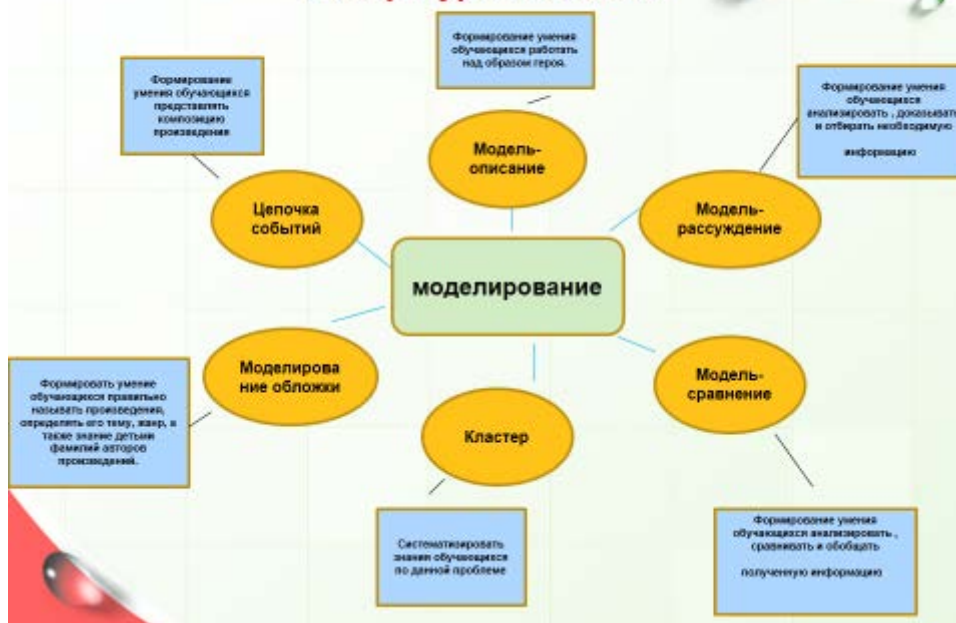 Формирование умения
обучающихся работать
над образом героя.
Формирование
умения обучающихся
представлять
композицию
произведения
Формирование умения
обучающихся
анализировать , доказывать
и отбирать необходимую
информацию
Модель-
описание
Цепочка
событий
Модель-
рассуждение
моделирование
Моделирова
ние обложки
Модель-
сравнение
Кластер
Формировать умение
обучающихся правильно
называть произведения,
определять его тему, жанр, а
также знание детьми
фамилий авторов
произведений.
Систематизировать
знания обучающихся
по данной проблеме
Формирование умения
обучающихся анализировать ,
сравнивать и обобщать
полученную информацию